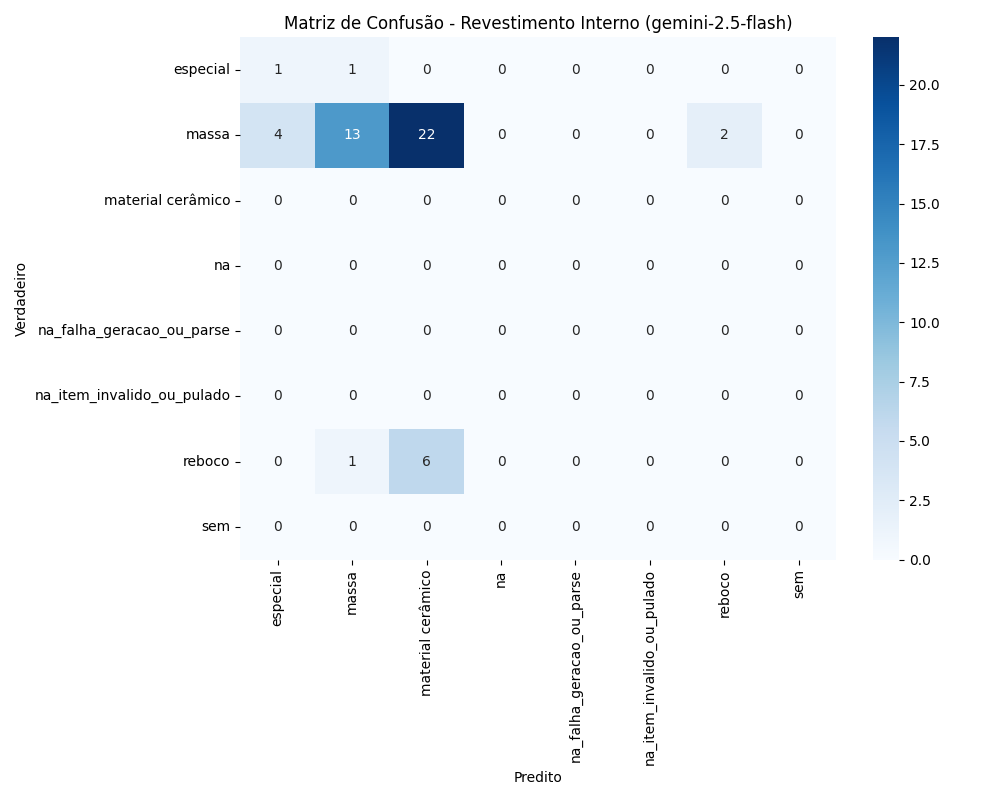 Matriz de Confusão - Revestimento Interno (gemini-2.5-flash)
Verdadeiro
especial 1 1 0 0 0 0 0 0
massa 4 13 22 0 0 0 2 0
material cerâmico 0 0 0 0 0 0 0 0
na 0 0 0 0 0 0 0 0
na_falha_geracao_ou_parse 0 0 0 0 0 0 0 0
na_item_invalido_ou_pulado 0 0 0 0 0 0 0 0
reboco 0 1 6 0 0 0 0 0
sem 0 0 0 0 0 0 0 0
especial
massa
material cerâmico
na
na_falha_geracao_ou_parse
na_item_invalido_ou_pulado
reboco
sem
Predito
20.0
17.5
15.0
12.5
10.0
7.5
5.0
2.5
0.0